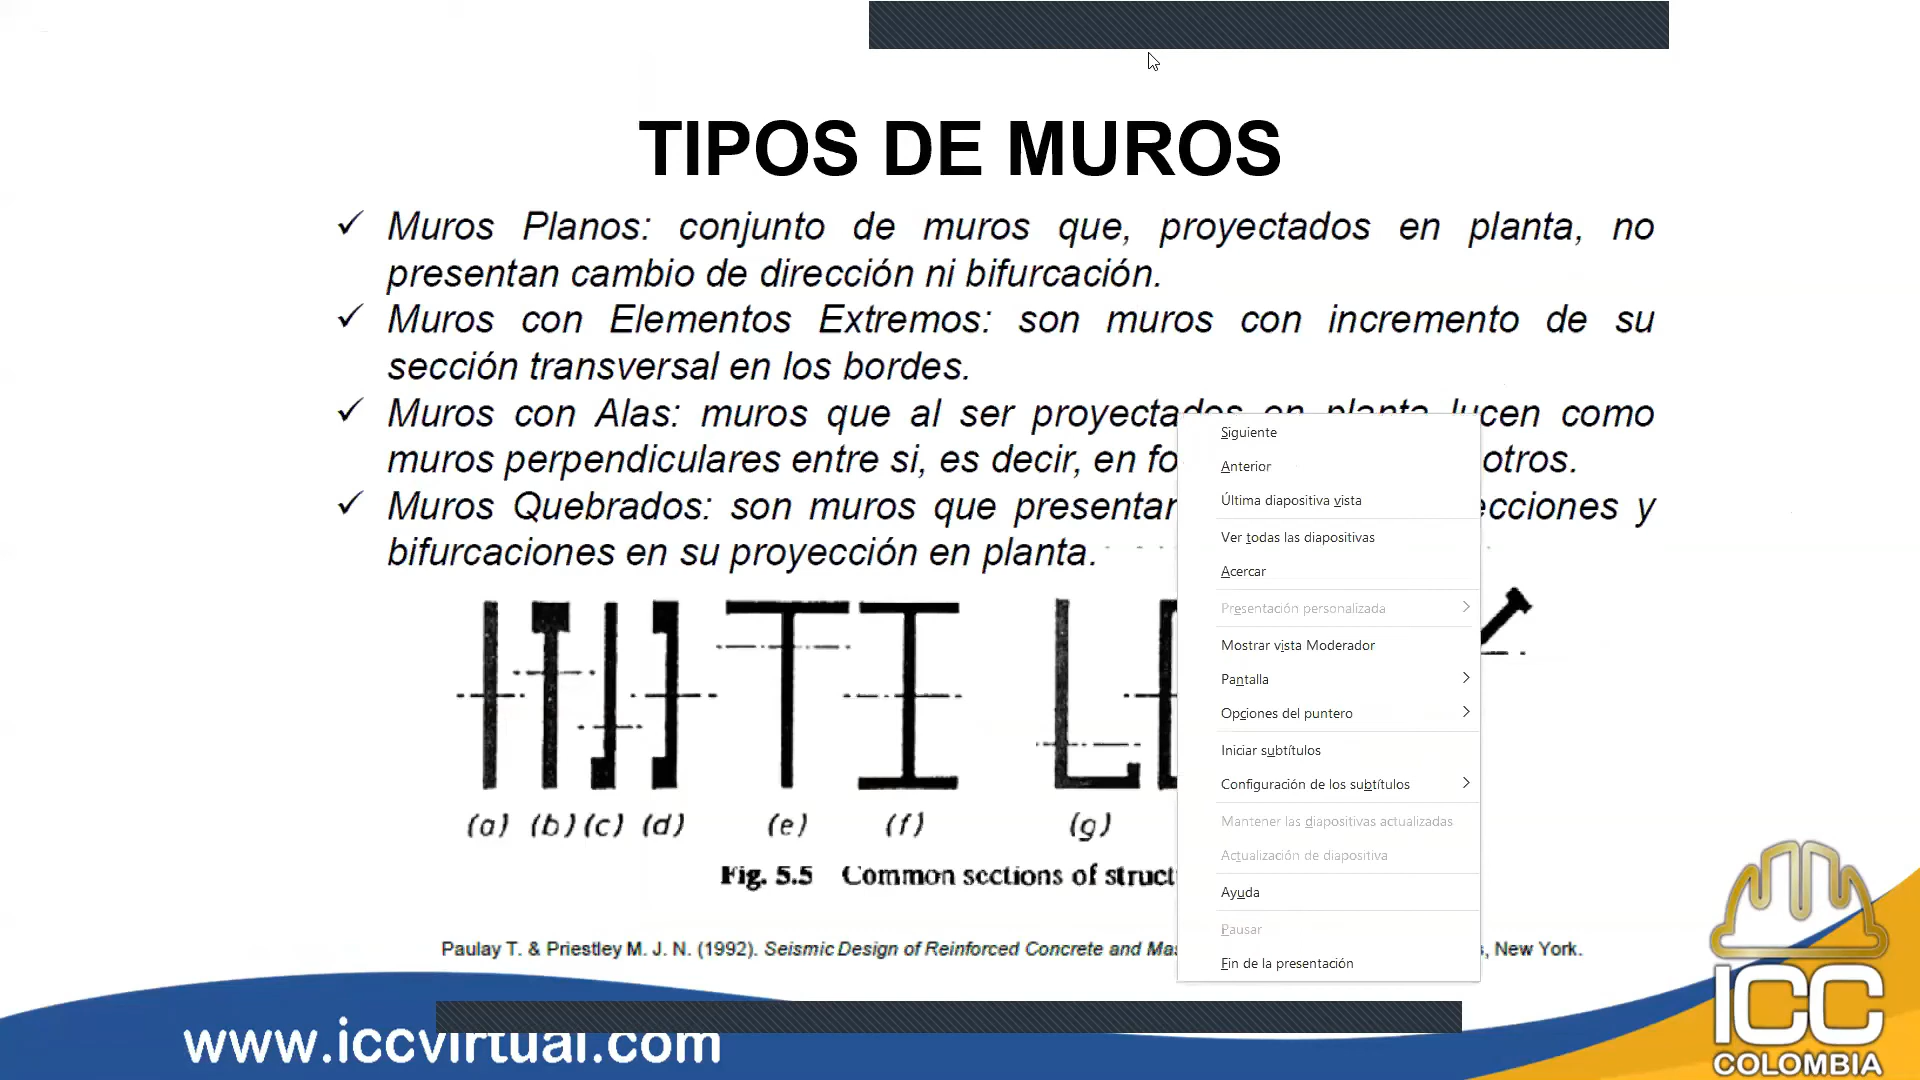 TIPOS DE MUROS
✓ Muros Planos: conjunto de muros que, proyectados en planta, no
presentan cambio de dirección ni bifurcación.
✓ Muros con Elementos Extremos: son muros con incremento de su
sección transversal en los bordes.
✓ Muros con Alas: muros que al ser proyectados en planta lucen como
muros perpendiculares entre si, es decir, en fo otros.
✓ Muros Quebrados: son muros que presentan ecciones y
bifurcaciones en su proyección en planta.
Siguiente
Anterior
Última diapositiva vista
Ver todas las diapositivas
Acercar
Presentación personalizada
Mostrar vista Moderador
Pantalla
Opciones del puntero
Iniciar subtítulos
Configuración de los subtítulos
Mantener las diapositivas actualizadas
Actualización de diapositiva
Ayuda
Pausar
Fin de la presentación
(a) (b) (c) (d) (e) (f) (g)
Fig. 5.5 Common sections of struct
Paulay T. & Priestley M. J. N. (1992). Seismic Design of Reinforced Concrete and Mas , New York.
www.iccvirtual.com
ICC
COLOMBIA